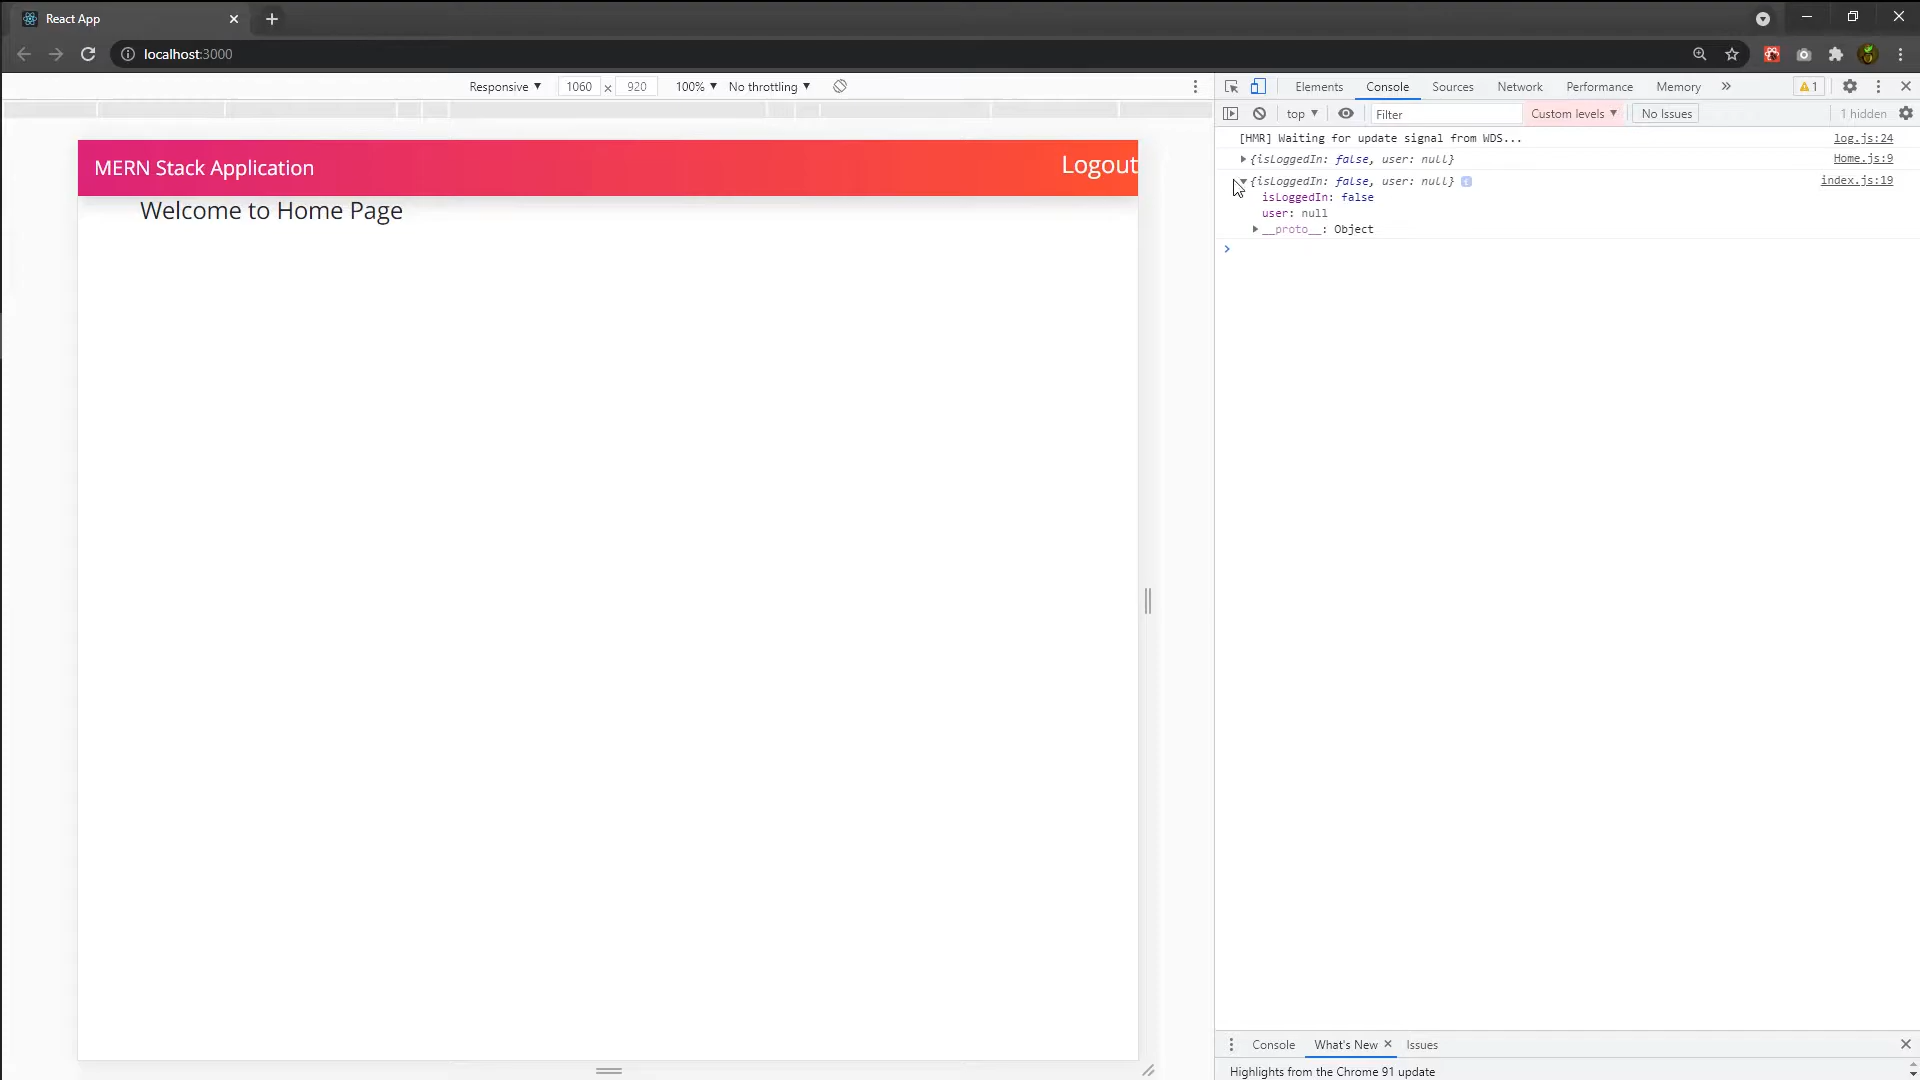 React App
localhost:3000
Responsive 1060 × 920 100% No throttling
Elements Console Sources Network Performance Memory 1
top Filter Custom levels No Issues 1 hidden
MERN Stack Application Logout
Welcome to Home Page
[HMR] Waiting for update signal from WDS... log.js:24
{isLoggedIn: false, user: null} Home.js:9
{isLoggedIn: false, user: null} index.js:19
isLoggedIn: false
user: null
__proto__: Object
Console What's New Issues
Highlights from the Chrome 91 update